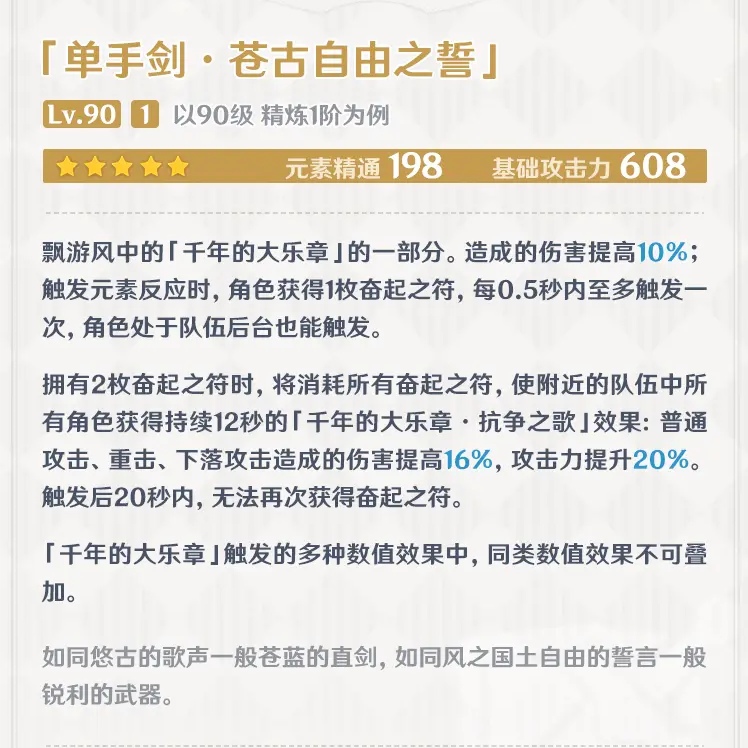 「单手剑·苍古自由之誓」
Lv.90 1 以90级 精炼1阶为例
元素精通 198 基础攻击力 608
飘游风中的「千年的大乐章」的一部分。造成的伤害提高10%；
触发元素反应时，角色获得1枚奋起之符，每0.5秒内至多触发一
次，角色处于队伍后台也能触发。
拥有2枚奋起之符时，将消耗所有奋起之符，使附近的队伍中所
有角色获得持续12秒的「千年的大乐章·抗争之歌」效果：普通
攻击、重击、下落攻击造成的伤害提高16%，攻击力提升20%。
触发后20秒内，无法再次获得奋起之符。
「千年的大乐章」触发的多种数值效果中，同类数值效果不可叠
加。
如同悠古的歌声一般苍蓝的直剑，如同风之国土自由的誓言一般
锐利的武器。